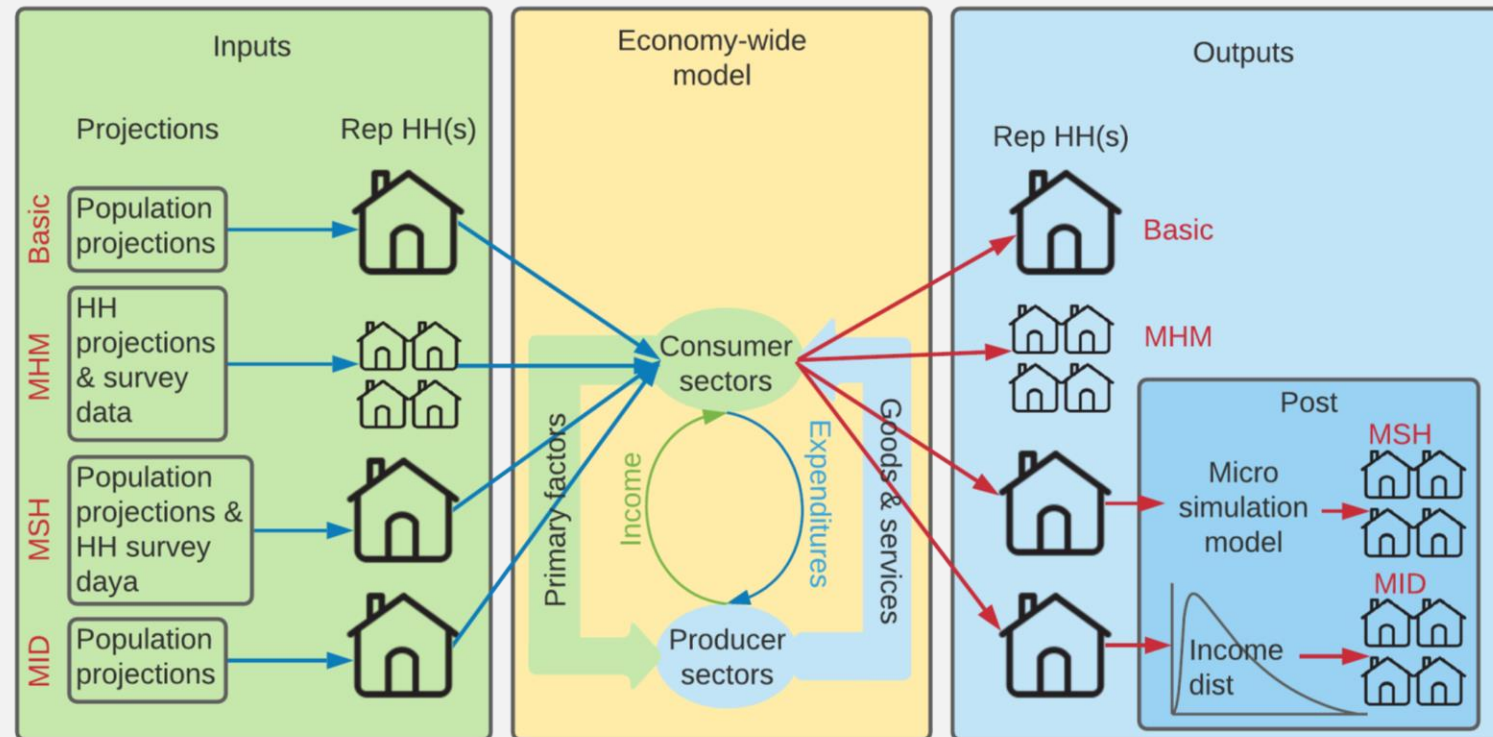 Inputs
Projections
Rep HH(s)
Basic
Population
projections
MHM
HH
projections
& survey
data
MSH
Population
projections &
HH survey
daya
MID
Population
projections
Economy-wide
model
Consumer
sectors
Primary factors
Income
Expenditures
Goods & services
Producer
sectors
Outputs
Rep HH(s)
Basic
MHM
Post
MSH
Micro
simulation
model
MID
Income
dist